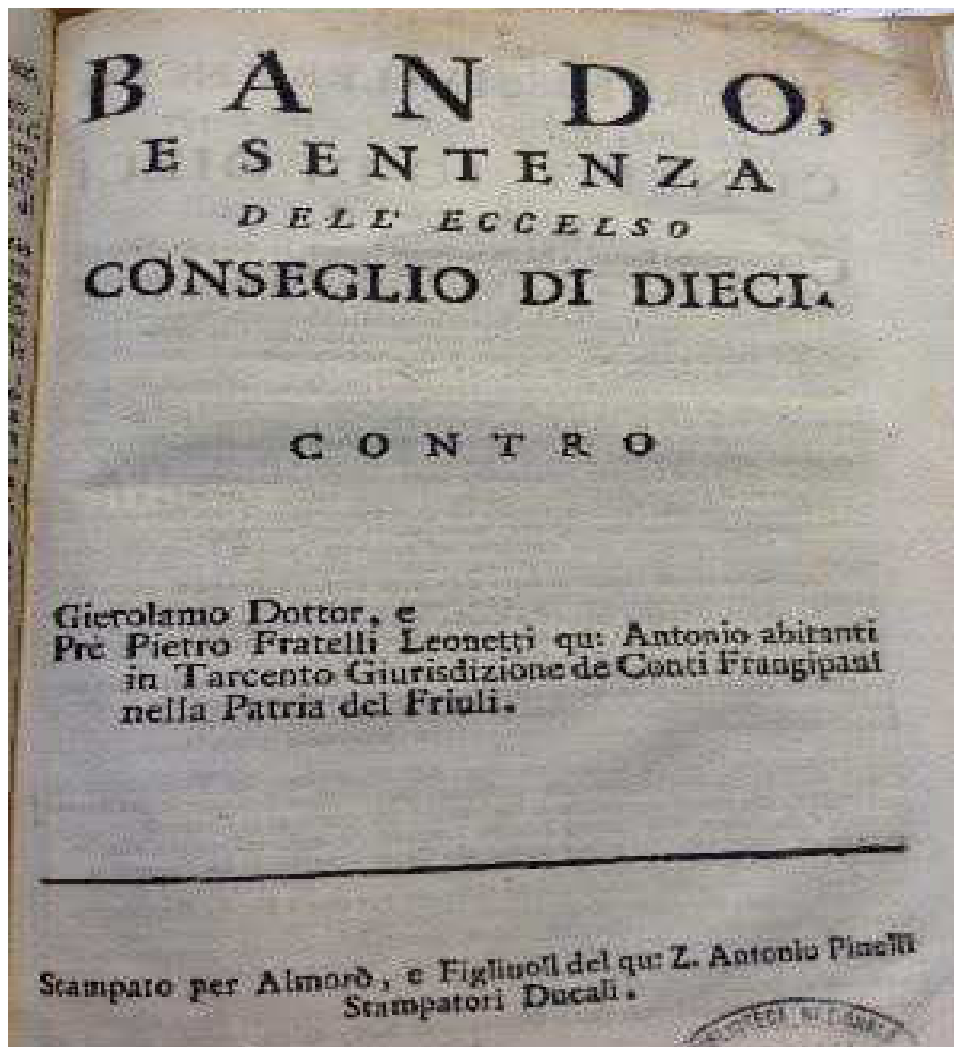 BANDO,
E SENTENZA
DELL' ECCELSO
CONSEGLIO DI DIECI.
CONTRO
Gierolamo Dottor, e
Prè Pietro Fratelli Leonetti qu: Antonio abitanti
in Tarcento Giurisdizione de Conti Frangipani
nella Patria del Friuli.
Stampato per Almorò, e Figliuoli del qu: Z. Antonio Pinelli
Stampatori Ducali.